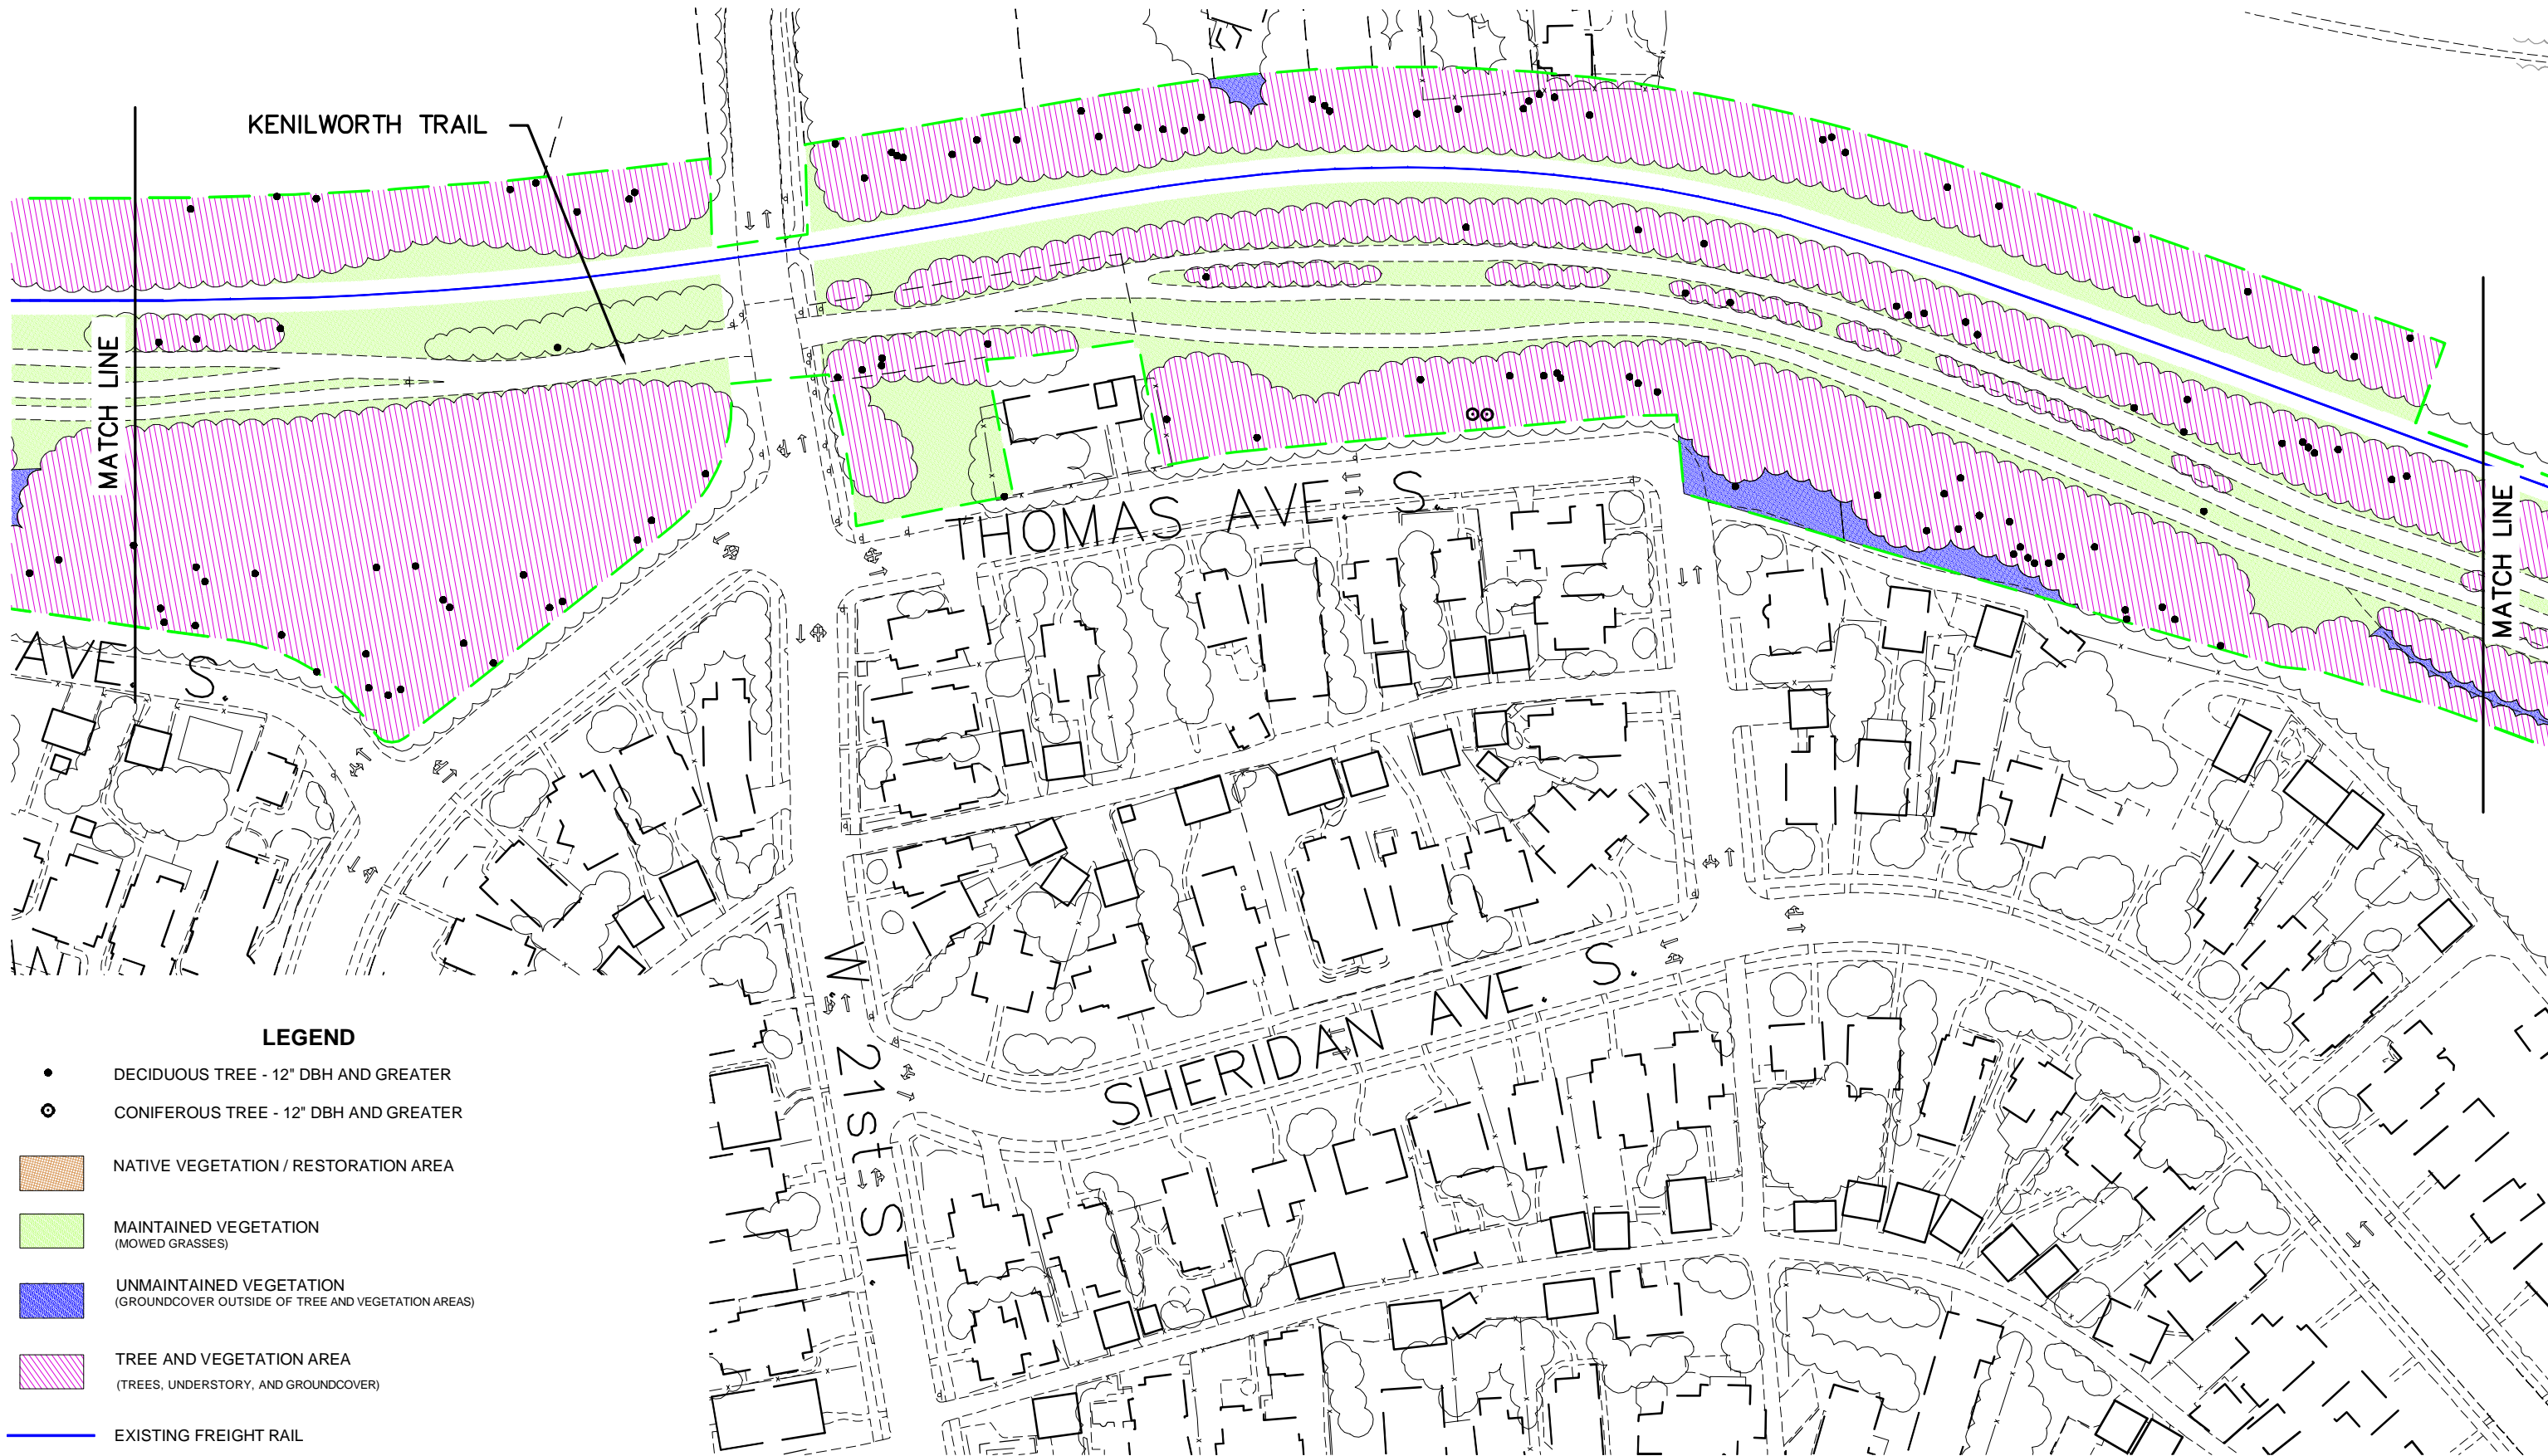 KENILWORTH TRAIL
MATCH LINE
MATCH LINE
THOMAS AVE. S.
AVE. S.
W. 21st ST.
SHERIDAN AVE. S.
LEGEND
DECIDUOUS TREE - 12" DBH AND GREATER
CONIFEROUS TREE - 12" DBH AND GREATER
NATIVE VEGETATION / RESTORATION AREA
MAINTAINED VEGETATION
(MOWED GRASSES)
UNMAINTAINED VEGETATION
(GROUNDCOVER OUTSIDE OF TREE AND VEGETATION AREAS)
TREE AND VEGETATION AREA
(TREES, UNDERSTORY, AND GROUNDCOVER)
EXISTING FREIGHT RAIL